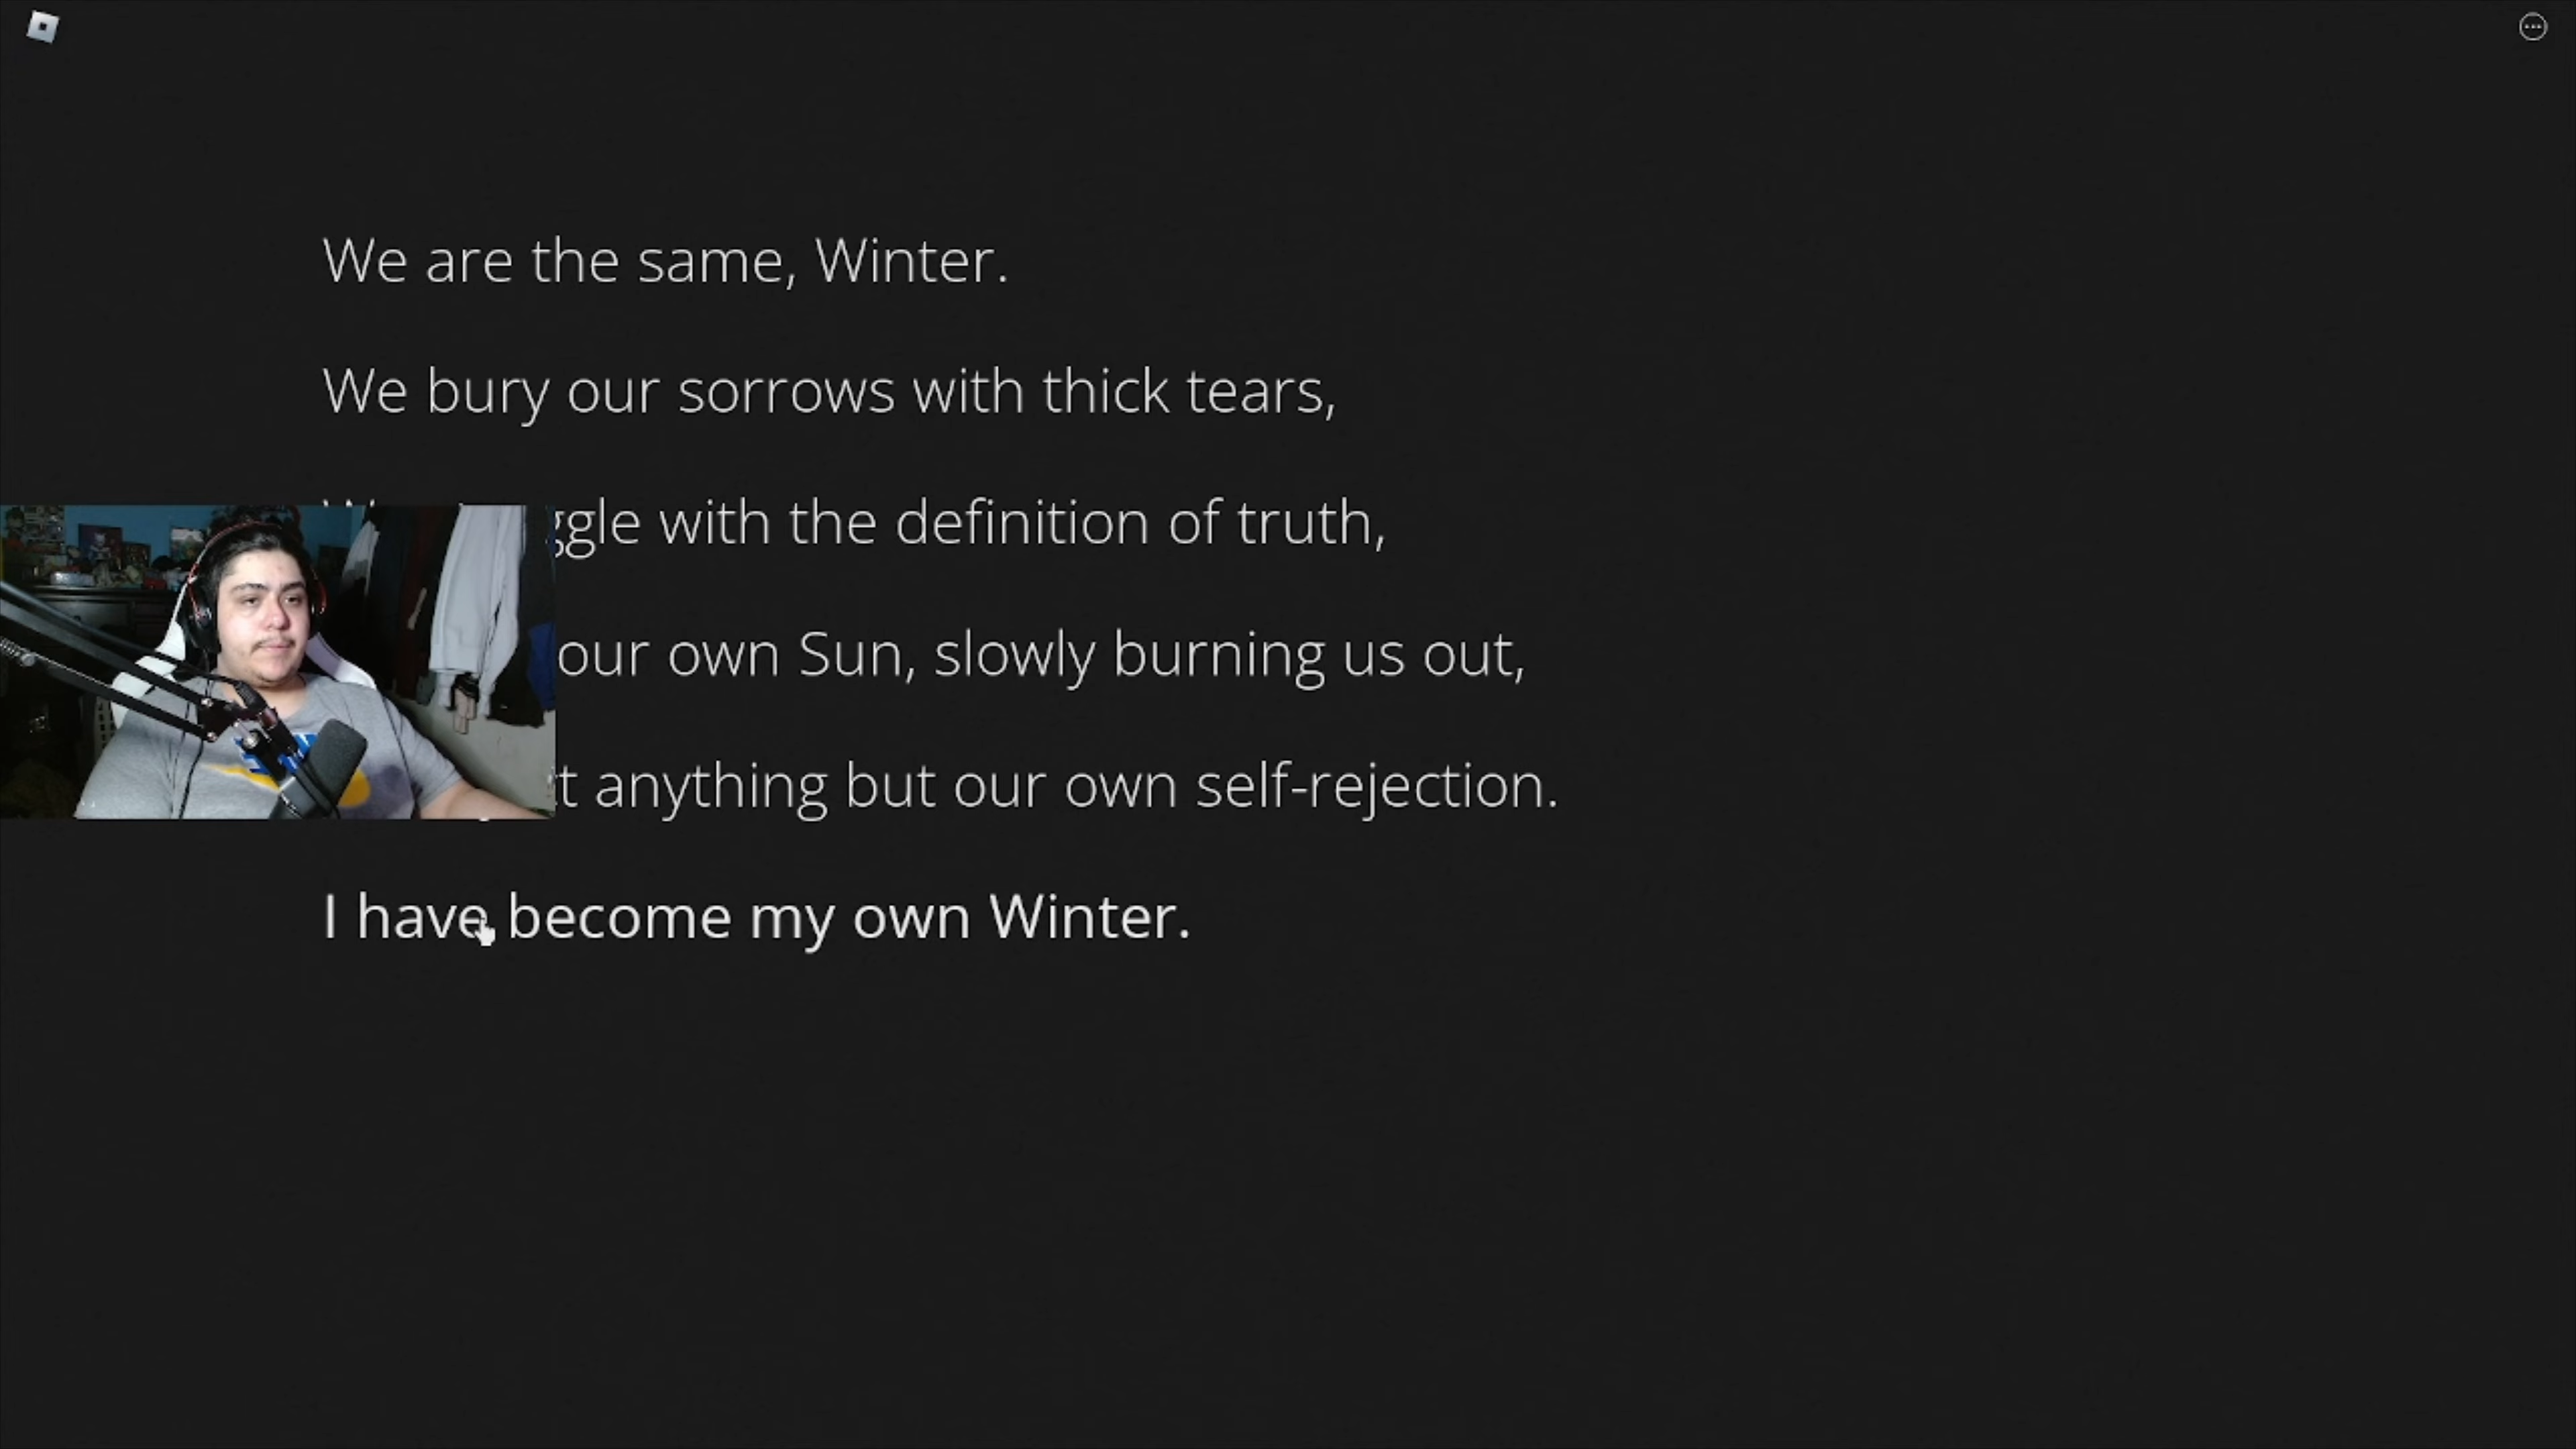 We are the same, Winter.
We bury our sorrows with thick tears,
with the definition of truth,
our own Sun, slowly burning us out,
anything but our own self-rejection.
I have become my own Winter.